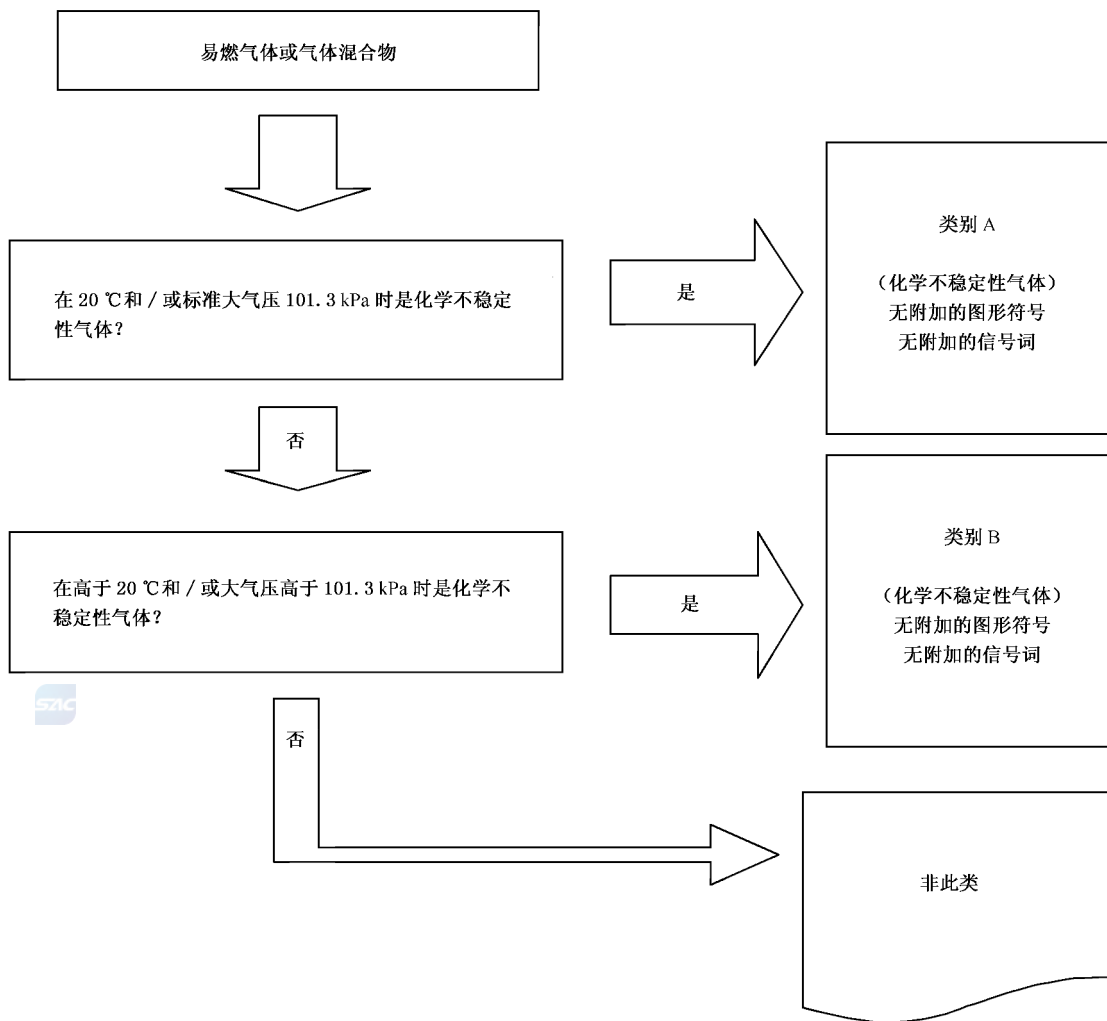 易燃气体或气体混合物
在 20 ℃和/或标准大气压 101.3 kPa 时是化学不稳定
性气体?
是
类别 A
(化学不稳定性气体)
无附加的图形符号
无附加的信号词
否
在高于 20 ℃和/或大气压高于 101.3 kPa 时是化学不
稳定性气体?
是
类别 B
(化学不稳定性气体)
无附加的图形符号
无附加的信号词
SAC
否
非此类